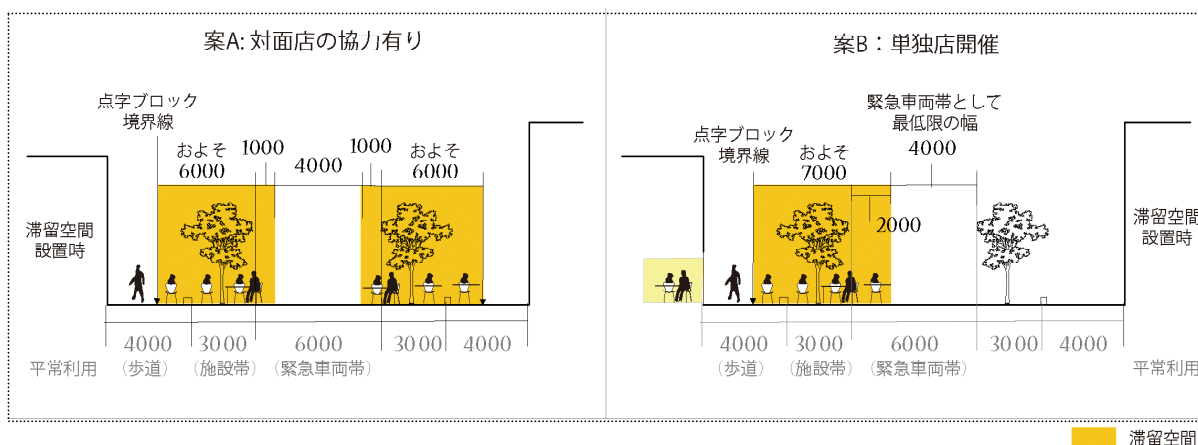 案A: 対面店の協力有り
点字ブロック
境界線
およそ
6000
1000
4000
1000
およそ
6000
滞留空間
設置時
4000
3000
6000
3000
4000
平常利用
(歩道)
(施設帯)
(緊急車両帯)
案B：単独店開催
点字ブロック
境界線
およそ
7000
緊急車両帯として
最低限の幅
4000
2000
滞留空間
設置時
4000
3000
6000
3000
4000
(歩道)
(施設帯)
(緊急車両帯)
平常利用
滞留空間